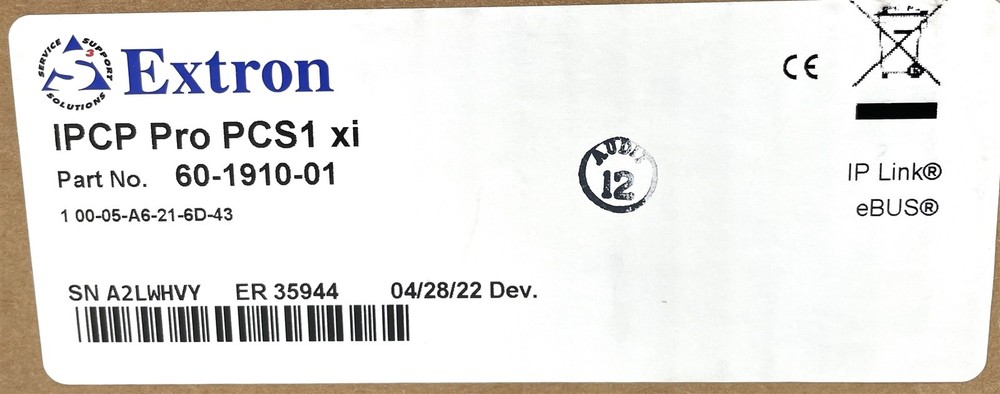 SERVICE SUPPORT SOLUTIONS
S3
Extron
IPCP Pro PCS1 xi
Part No. 60-1910-01
1 00-05-A6-21-6D-43
SN A2LWHVY ER 35944 04/28/22 Dev.
AUDIT
12
CE
IP Link®
eBUS®